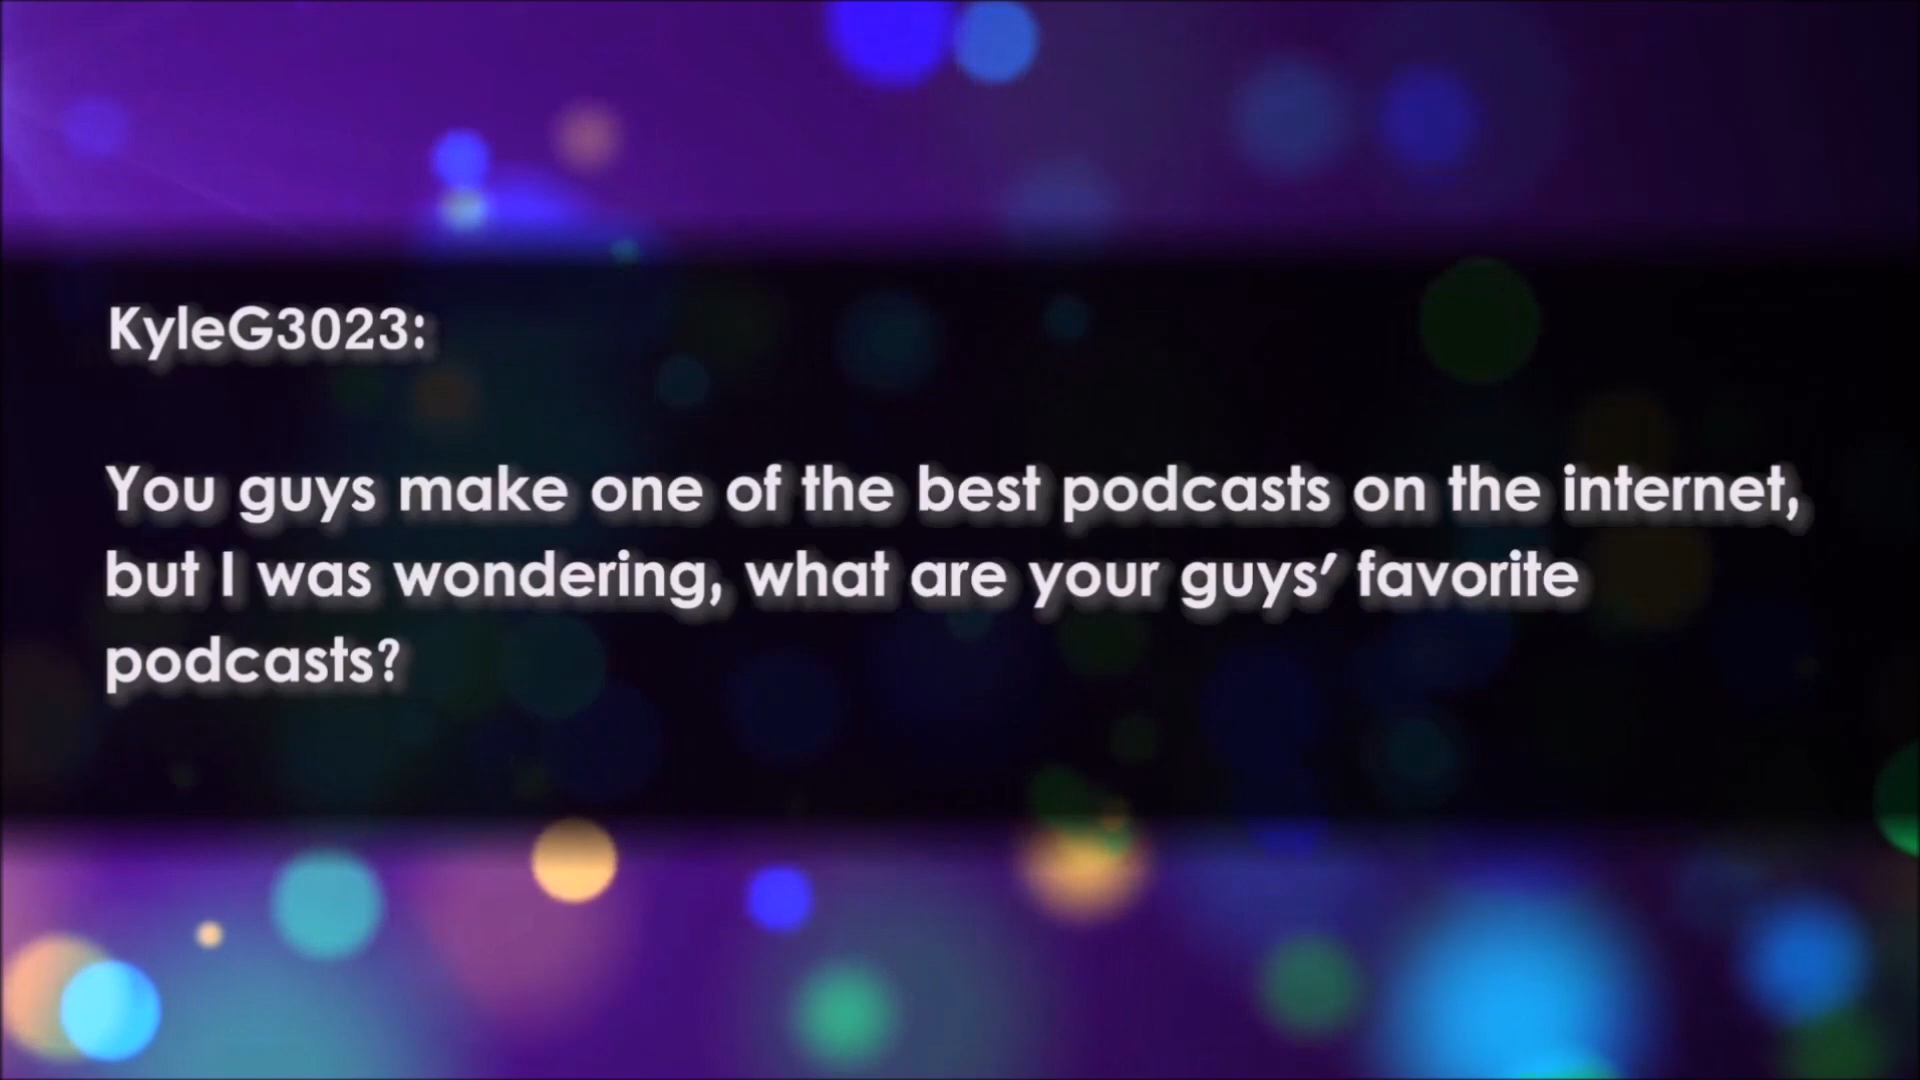 KyleG3023:
You guys make one of the best podcasts on the internet,
but I was wondering, what are your guys’ favorite
podcasts?